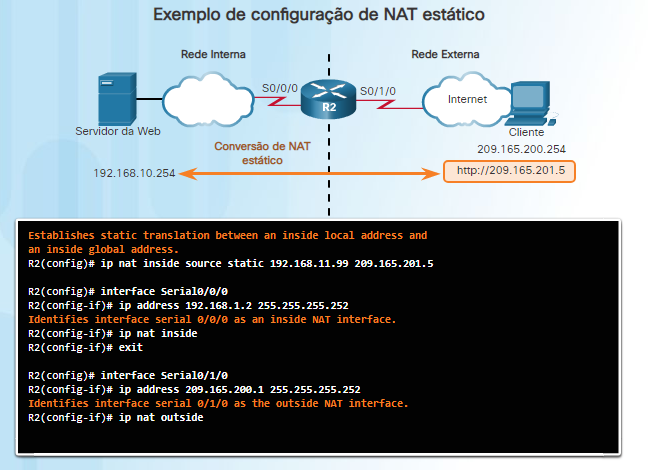 Exemplo de configuração de NAT estático
Rede Interna
Rede Externa
S0/0/0
S0/1/0
R2
Internet
Servidor da Web
Cliente
209.165.200.254
Conversão de NAT
estático
192.168.10.254
http://209.165.201.5
Establishes static translation between an inside local address and
an inside global address.
R2(config)# ip nat inside source static 192.168.11.99 209.165.201.5
R2(config)# interface Serial0/0/0
R2(config-if)# ip address 192.168.1.2 255.255.255.252
Identifies interface serial 0/0/0 as an inside NAT interface.
R2(config-if)# ip nat inside
R2(config-if)# exit
R2(config)# interface Serial0/1/0
R2(config-if)# ip address 209.165.200.1 255.255.255.252
Identifies interface serial 0/1/0 as the outside NAT interface.
R2(config-if)# ip nat outside